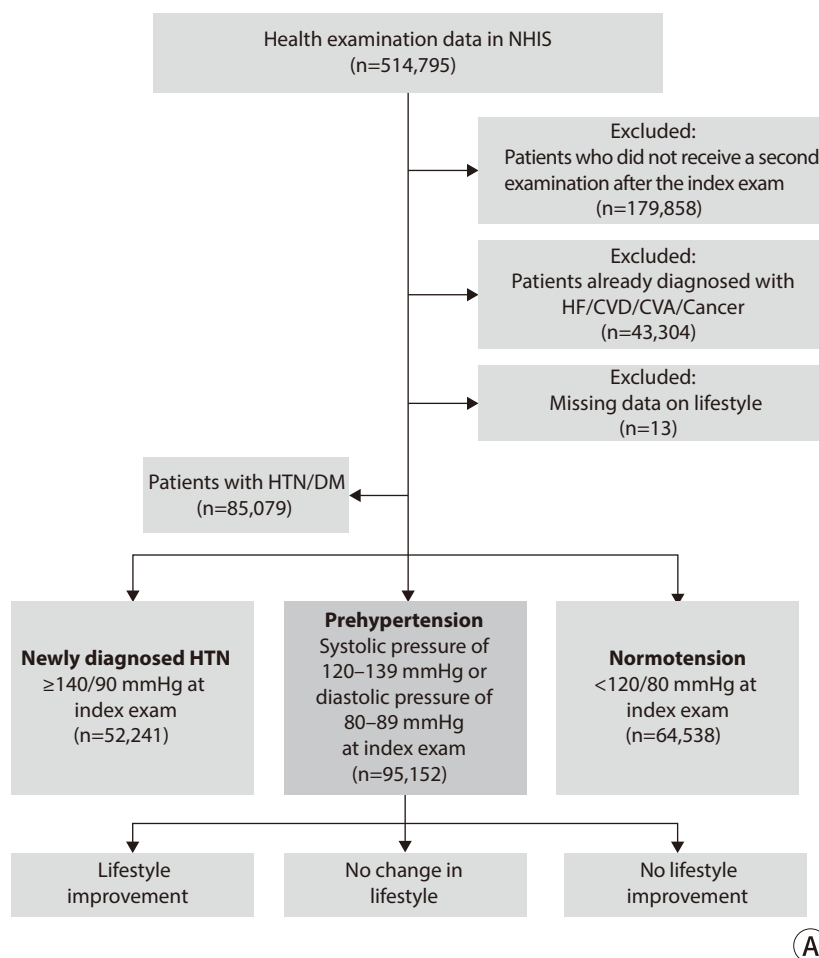 Health examination data in NHIS
(n=514,795)
Excluded:
Patients who did not receive a second
examination after the index exam
(n=179,858)
Excluded:
Patients already diagnosed with
HF/CVD/CVA/Cancer
(n=43,304)
Excluded:
Missing data on lifestyle
(n=13)
Patients with HTN/DM
(n=85,079)
Newly diagnosed HTN
≥140/90 mmHg at
index exam
(n=52,241)
Prehypertension
Systolic pressure of
120–139 mmHg or
diastolic pressure of
80–89 mmHg
at index exam
(n=95,152)
Normotension
<120/80 mmHg at
index exam
(n=64,538)
Lifestyle
improvement
No change in
lifestyle
No lifestyle
improvement
A